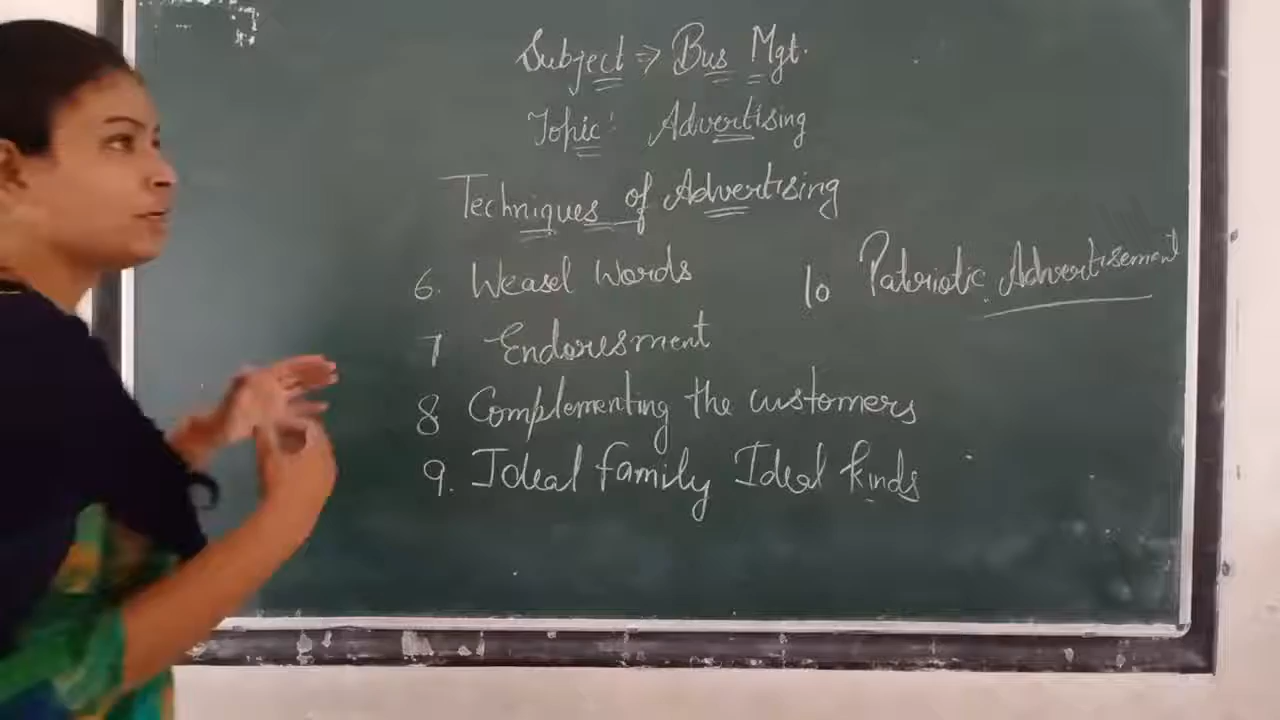 Subject => Bus Mgt.
Topic: Advertising
Techniques of Advertising
6. Weasel Words
7 Endoresment
8 Complementing the customers
9. Ideal family Ideal kinds
10 Patriotic Advertisement